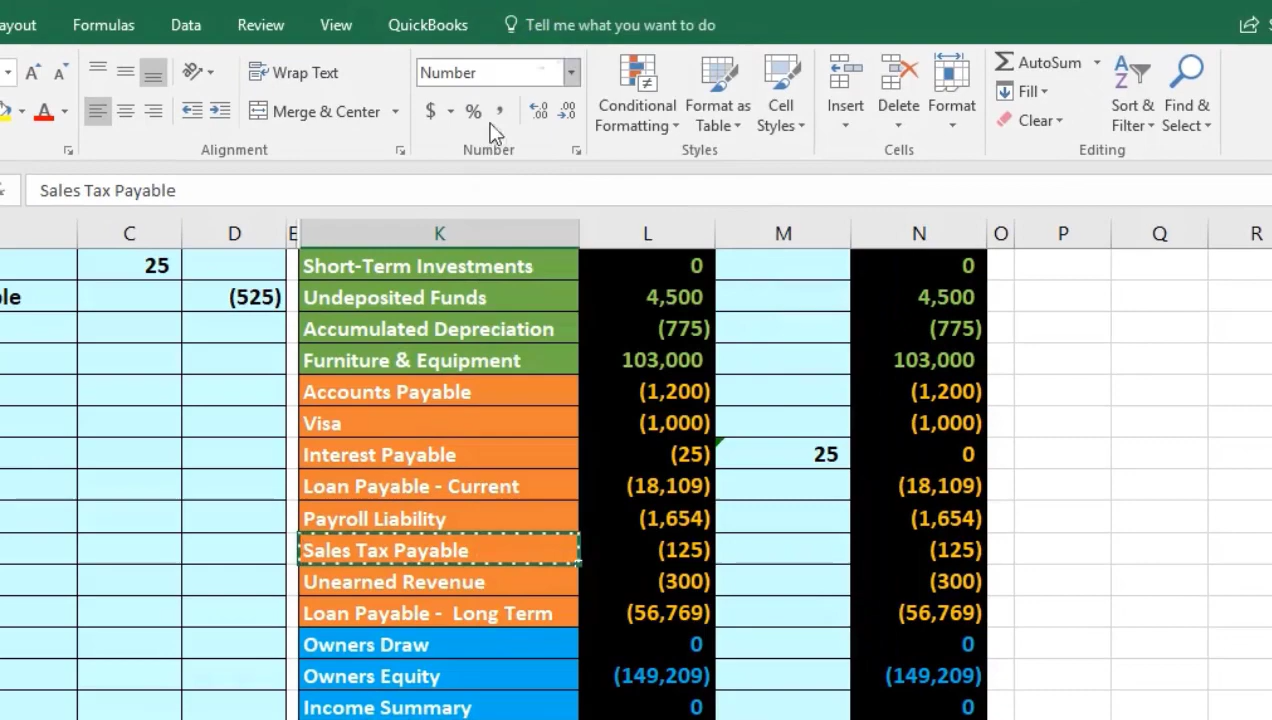 ayout Formulas Data Review View QuickBooks Tell me what you want to do
A A Wrap Text Number AutoSum
Fill
A Merge & Center $ % , .00 .00 Conditional Formatting Format as Table Cell Styles Insert Delete Format Clear Sort & Filter Find & Select
Alignment Number Styles Cells Editing
Sales Tax Payable
C D E K L M N O P Q R
25 Short-Term Investments 0 0
ble (525) Undeposited Funds 4,500 4,500
Accumulated Depreciation (775) (775)
Furniture & Equipment 103,000 103,000
Accounts Payable (1,200) (1,200)
Visa (1,000) (1,000)
Interest Payable (25) 25 0
Loan Payable - Current (18,109) (18,109)
Payroll Liability (1,654) (1,654)
Sales Tax Payable (125) (125)
Unearned Revenue (300) (300)
Loan Payable - Long Term (56,769) (56,769)
Owners Draw 0 0
Owners Equity (149,209) (149,209)
Income Summary 0 0